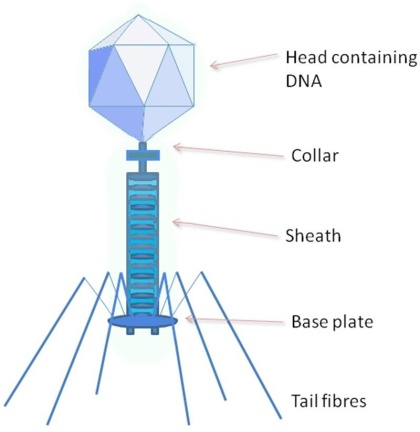 Head containing
DNA
Collar
Sheath
Base plate
Tail fibres